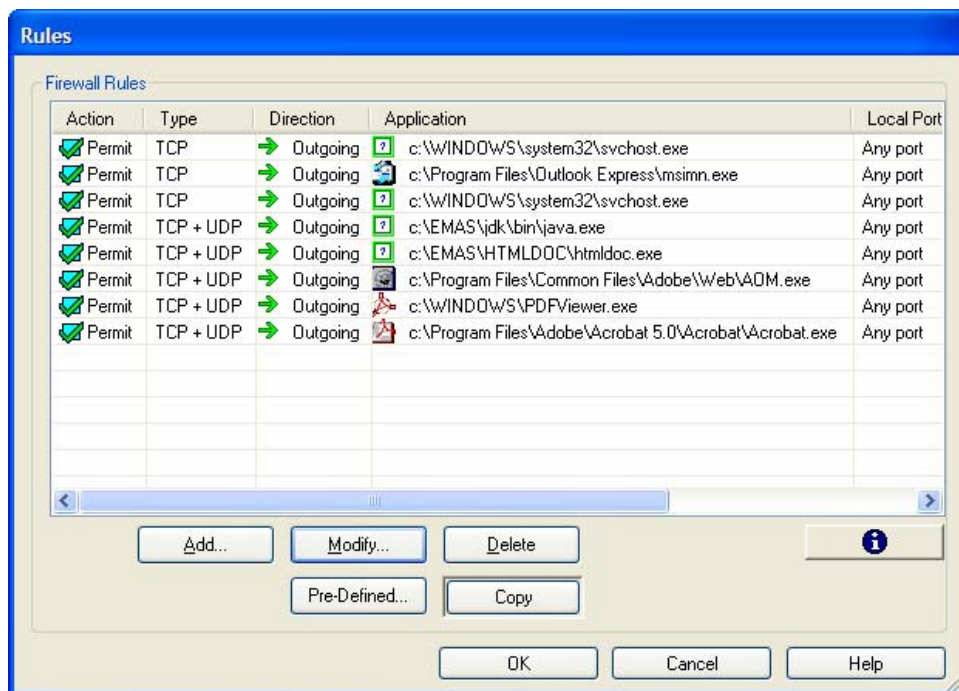 Rules
Firewall Rules
Action Type Direction Application Local Port
Permit TCP Outgoing c:\WINDOWS\system32\svchost.exe Any port
Permit TCP Outgoing c:\Program Files\Outlook Express\msimn.exe Any port
Permit TCP Outgoing c:\WINDOWS\system32\svchost.exe Any port
Permit TCP + UDP Outgoing c:\EMAS\jdk\bin\java.exe Any port
Permit TCP + UDP Outgoing c:\EMAS\HTMLDOC\htmldoc.exe Any port
Permit TCP + UDP Outgoing c:\Program Files\Common Files\Adobe\Web\AOM.exe Any port
Permit TCP + UDP Outgoing c:\WINDOWS\PDFViewer.exe Any port
Permit TCP + UDP Outgoing c:\Program Files\Adobe\Acrobat 5.0\Acrobat\Acrobat.exe Any port
Add... Modify... Delete
Pre-Defined... Copy
OK Cancel Help